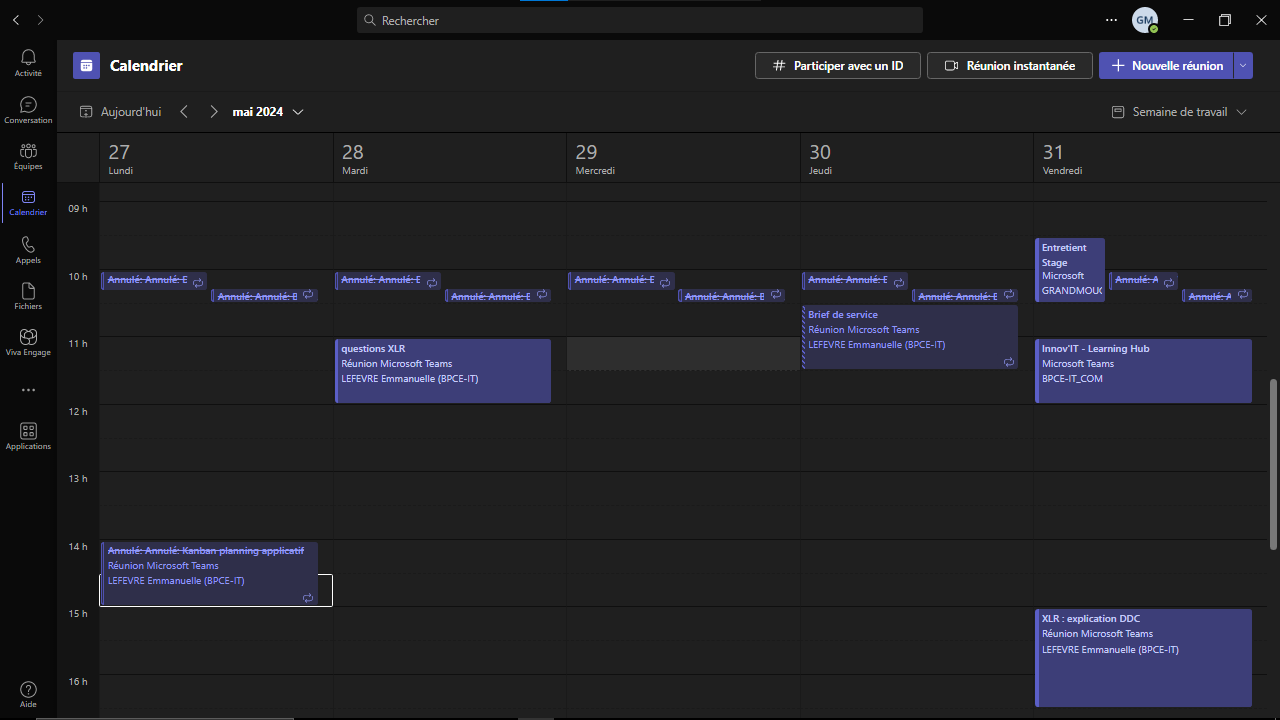 Rechercher
GM
Activité
Conversation
Équipes
Calendrier
Appels
Fichiers
Viva Engage
Applications
Aide
Calendrier
Participer avec un ID
Réunion instantanée
Nouvelle réunion
Aujourd'hui
mai 2024
Semaine de travail
27
Lundi
28
Mardi
29
Mercredi
30
Jeudi
31
Vendredi
09 h
10 h
11 h
12 h
13 h
14 h
15 h
16 h
Annulé: Annulé: E
Annulé: Annulé: E
Annulé: Annulé: Kanban planning applicatif
Réunion Microsoft Teams
LEFEVRE Emmanuelle (BPCE-IT)
Annulé: Annulé: E
Annulé: Annulé: E
questions XLR
Réunion Microsoft Teams
LEFEVRE Emmanuelle (BPCE-IT)
Annulé: Annulé: E
Annulé: Annulé: E
Annulé: Annulé: E
Annulé: Annulé: E
Brief de service
Réunion Microsoft Teams
LEFEVRE Emmanuelle (BPCE-IT)
Entretient
Stage
Microsoft
GRANDMOUG
Annulé: A
Annulé: A
Innov'IT - Learning Hub
Microsoft Teams
BPCE-IT_COM
XLR : explication DDC
Réunion Microsoft Teams
LEFEVRE Emmanuelle (BPCE-IT)